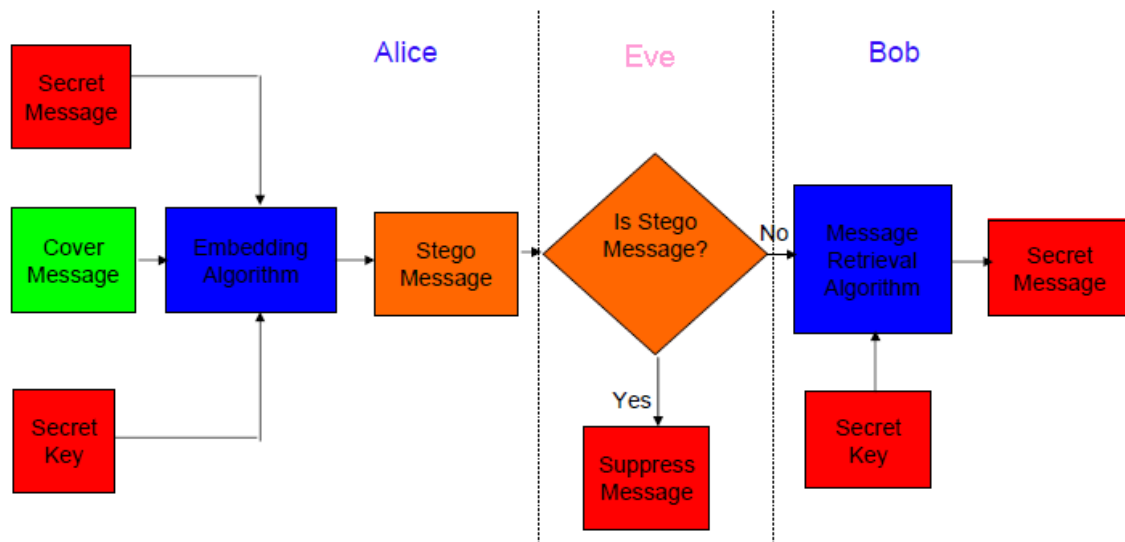 Alice
Eve
Bob
Secret
Message
Cover
Message
Embedding
Algorithm
Stego
Message
Is Stego
Message?
No
Message
Retrieval
Algorithm
Secret
Message
Secret
Key
Yes
Suppress
Message
Secret
Key